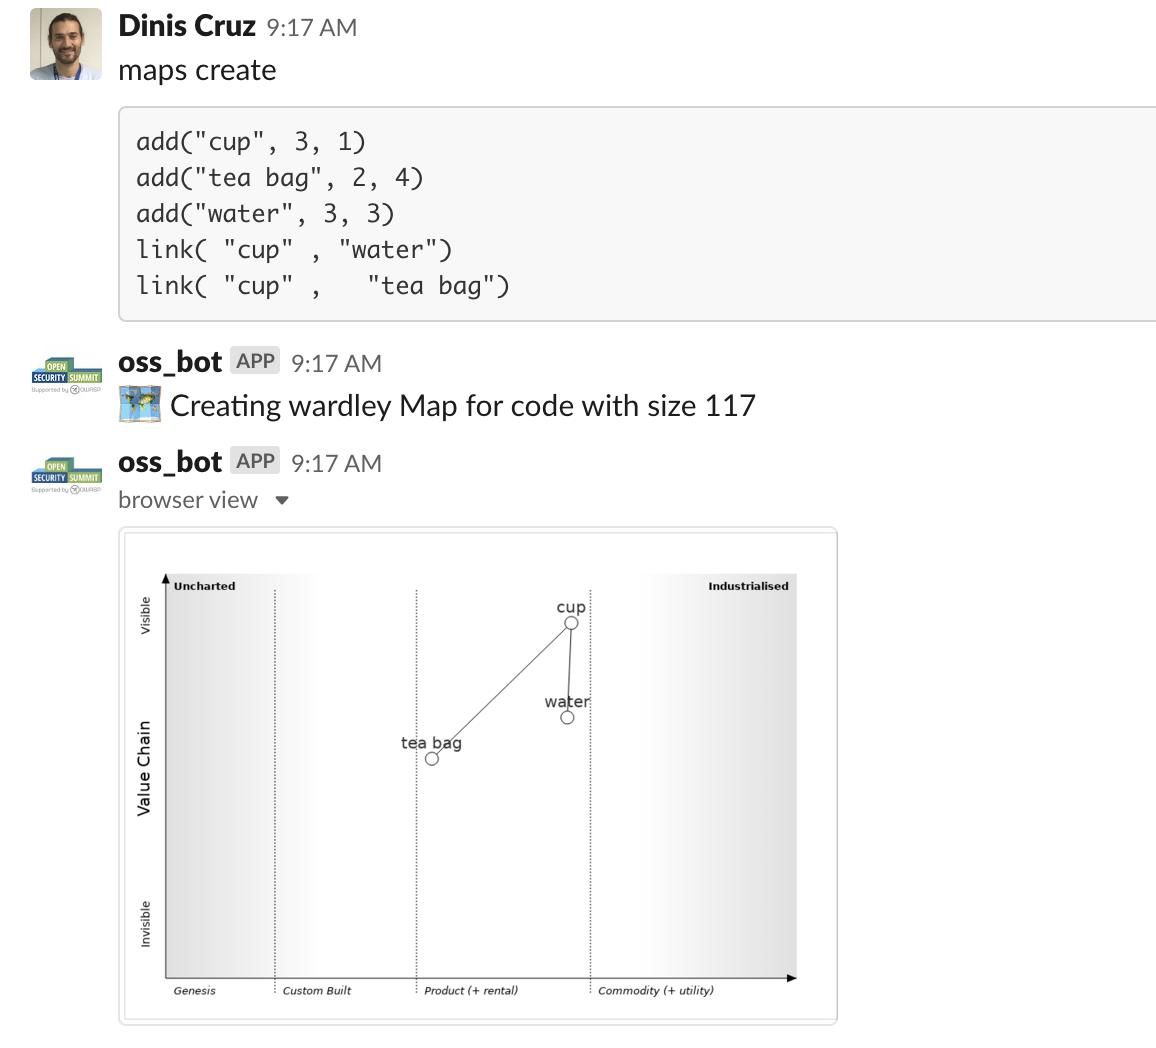 Dinis Cruz 9:17 AM
maps create
add("cup", 3, 1)
add("tea bag", 2, 4)
add("water", 3, 3)
link( "cup" , "water")
link( "cup" ,   "tea bag")
OPEN
SECURITY SUMMIT
Supported by OWASP
oss_bot APP 9:17 AM
Creating wardley Map for code with size 117
OPEN
SECURITY SUMMIT
Supported by OWASP
oss_bot APP 9:17 AM
browser view
Uncharted
Industrialised
Visible
Value Chain
Invisible
cup
water
tea bag
Genesis
Custom Built
Product (+ rental)
Commodity (+ utility)